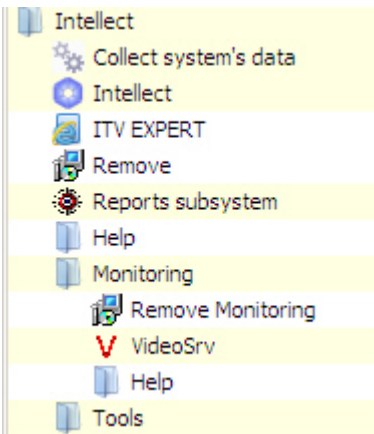 Intellect
Collect system's data
Intellect
ITV EXPERT
Remove
Reports subsystem
Help
Monitoring
Remove Monitoring
VideoSrv
Help
Tools